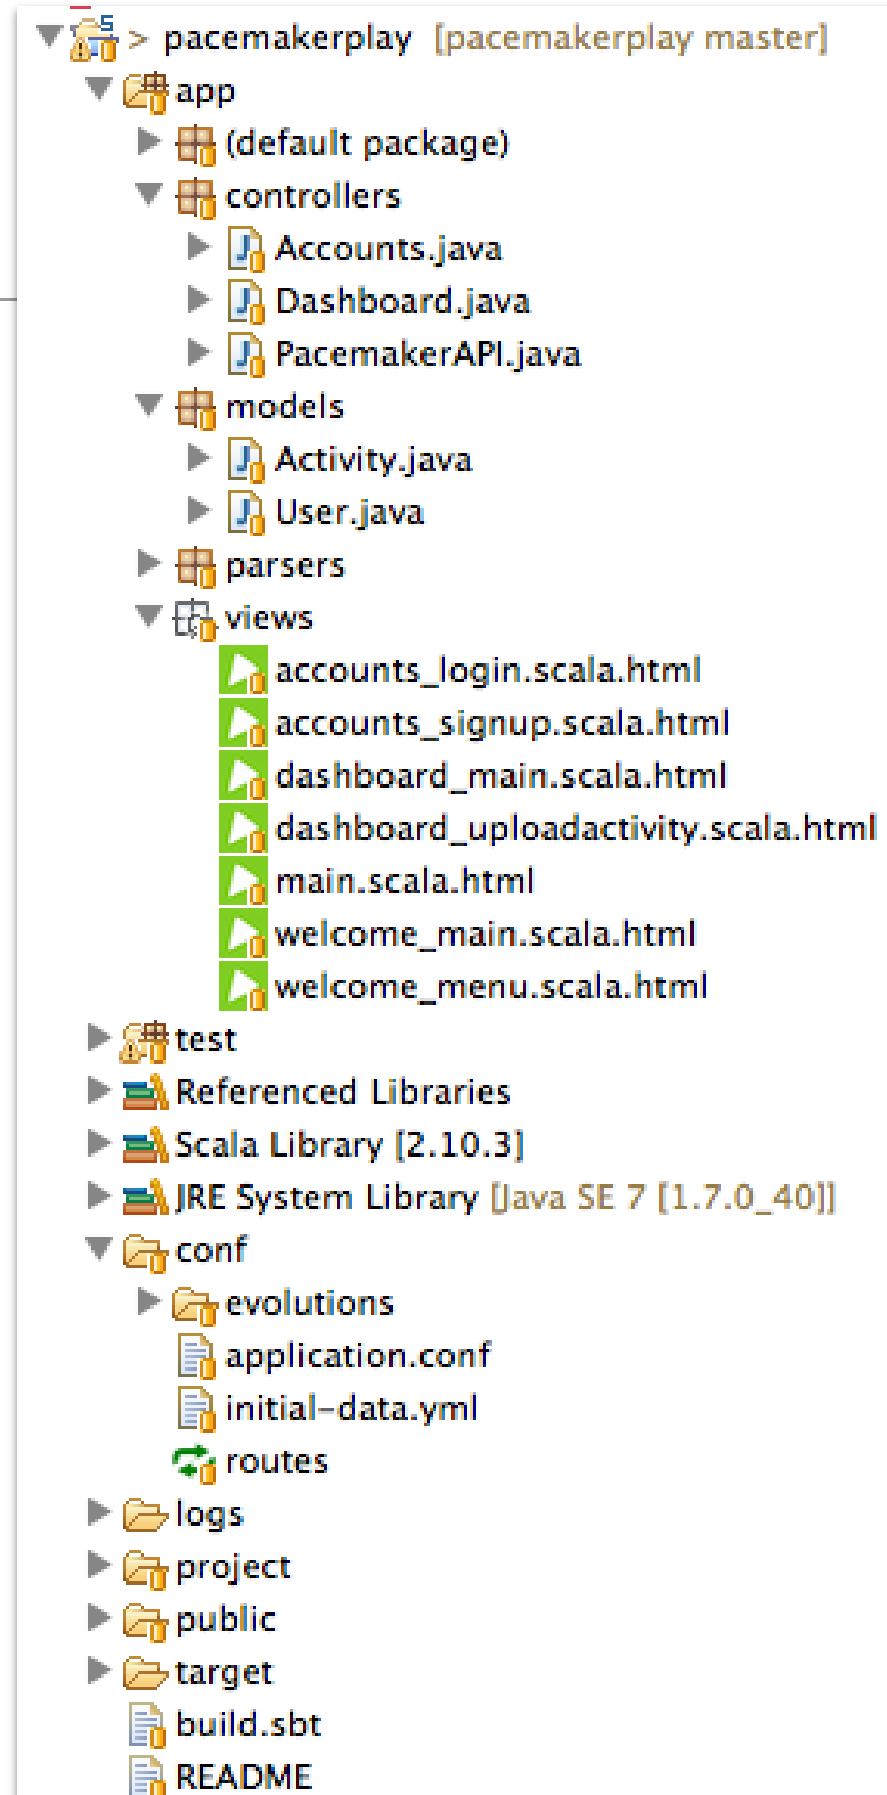 > pacemakerplay [pacemakerplay master]
app
(default package)
controllers
Accounts.java
Dashboard.java
PacemakerAPI.java
models
Activity.java
User.java
parsers
views
accounts_login.scala.html
accounts_signup.scala.html
dashboard_main.scala.html
dashboard_uploadactivity.scala.html
main.scala.html
welcome_main.scala.html
welcome_menu.scala.html
test
Referenced Libraries
Scala Library [2.10.3]
JRE System Library [Java SE 7 [1.7.0_40]]
conf
evolutions
application.conf
initial-data.yml
routes
logs
project
public
target
build.sbt
README